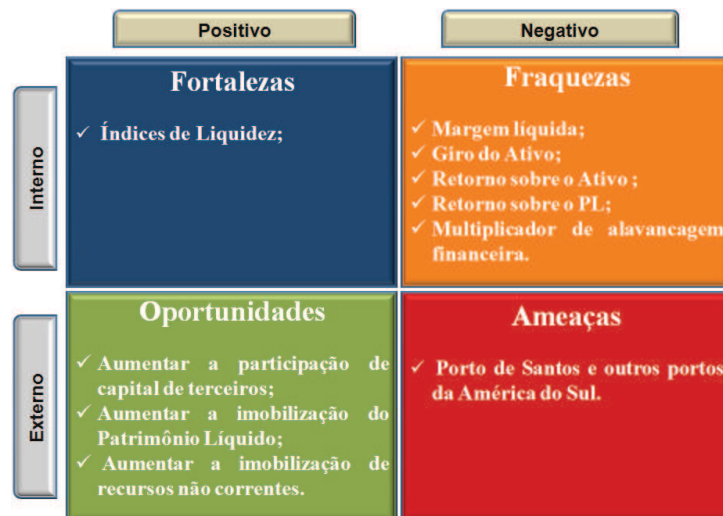 Positivo
Negativo
Interno
Fortalezas
✓ Índices de Liquidez;
Fraquezas
✓ Margem líquida;
✓ Giro do Ativo;
✓ Retorno sobre o Ativo ;
✓ Retorno sobre o PL;
✓ Multiplicador de alavancagem
financeira.
Externo
Oportunidades
✓ Aumentar a participação de
capital de terceiros;
✓ Aumentar a imobilização do
Patrimônio Líquido;
✓ Aumentar a imobilização de
recursos não correntes.
Ameaças
✓ Porto de Santos e outros portos
da América do Sul.